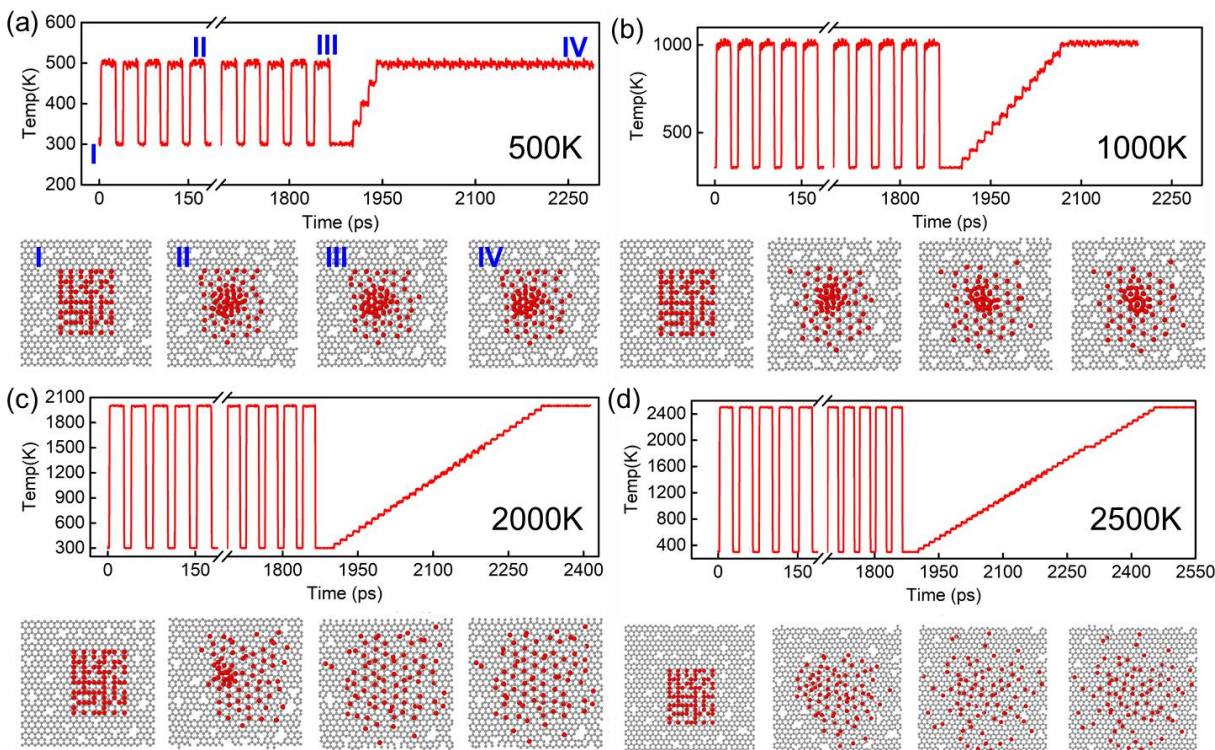 (a)
600
500
400
300
200
Temp(K)
I
II
III
IV
500K
0
150
1800
1950
2100
2250
Time (ps)
I
II
III
IV
(b)
1000
500
Temp(K)
1000K
0
150
1800
1950
2100
2250
Time (ps)
(c)
2100
1800
1500
1200
900
600
300
Temp(K)
2000K
0
150
1800
1950
2100
2250
2400
Time (ps)
(d)
2400
2000
1600
1200
800
400
Temp(K)
2500K
0
150
1800
1950
2100
2250
2400
2550
Time (ps)